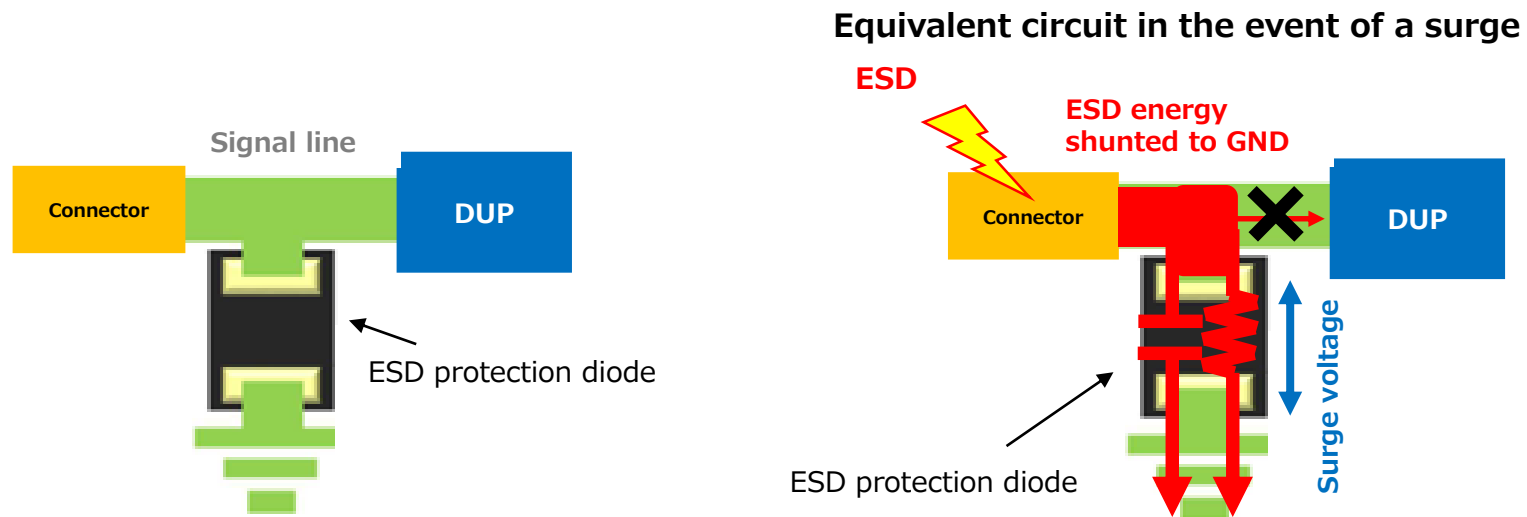 Equivalent circuit in the event of a surge
Signal line
Connector
DUP
ESD protection diode
ESD
ESD energy
shunted to GND
Connector
DUP
Surge voltage
ESD protection diode